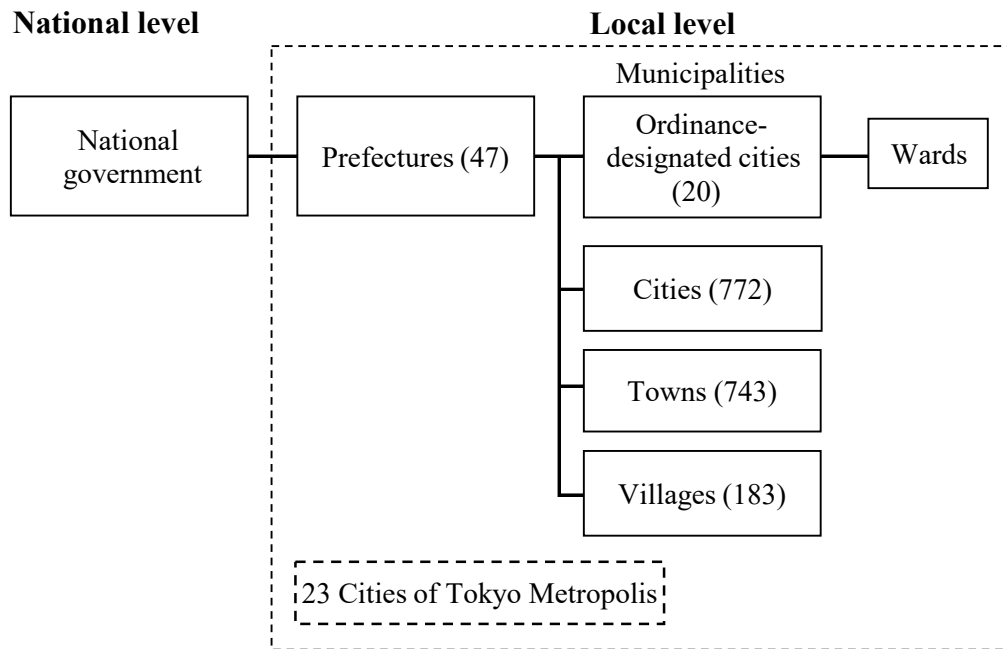 National level
Local level
Municipalities
National
government
Prefectures (47)
Ordinance-
designated cities
(20)
Wards
Cities (772)
Towns (743)
Villages (183)
23 Cities of Tokyo Metropolis